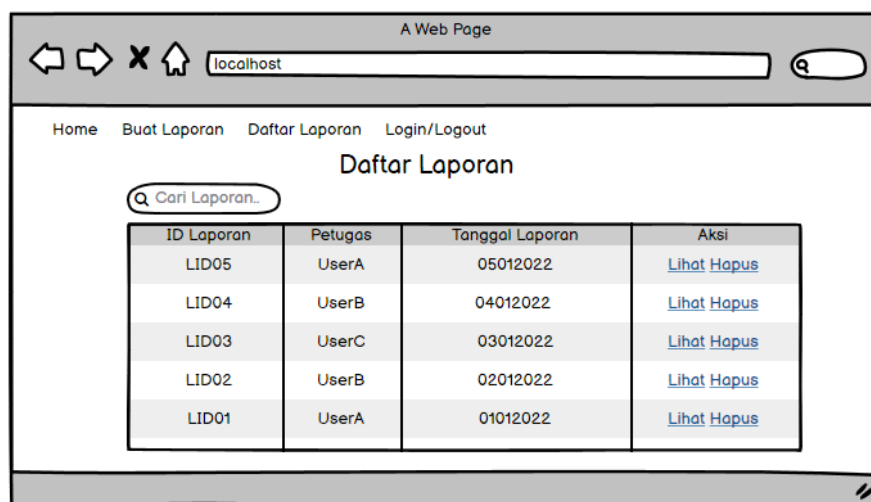 A Web Page
localhost
Home Buat Laporan Daftar Laporan Login/Logout
Daftar Laporan
Cari Laporan..
ID Laporan Petugas Tanggal Laporan Aksi
LID05 UserA 05012022 Lihat Hapus
LID04 UserB 04012022 Lihat Hapus
LID03 UserC 03012022 Lihat Hapus
LID02 UserB 02012022 Lihat Hapus
LID01 UserA 01012022 Lihat Hapus